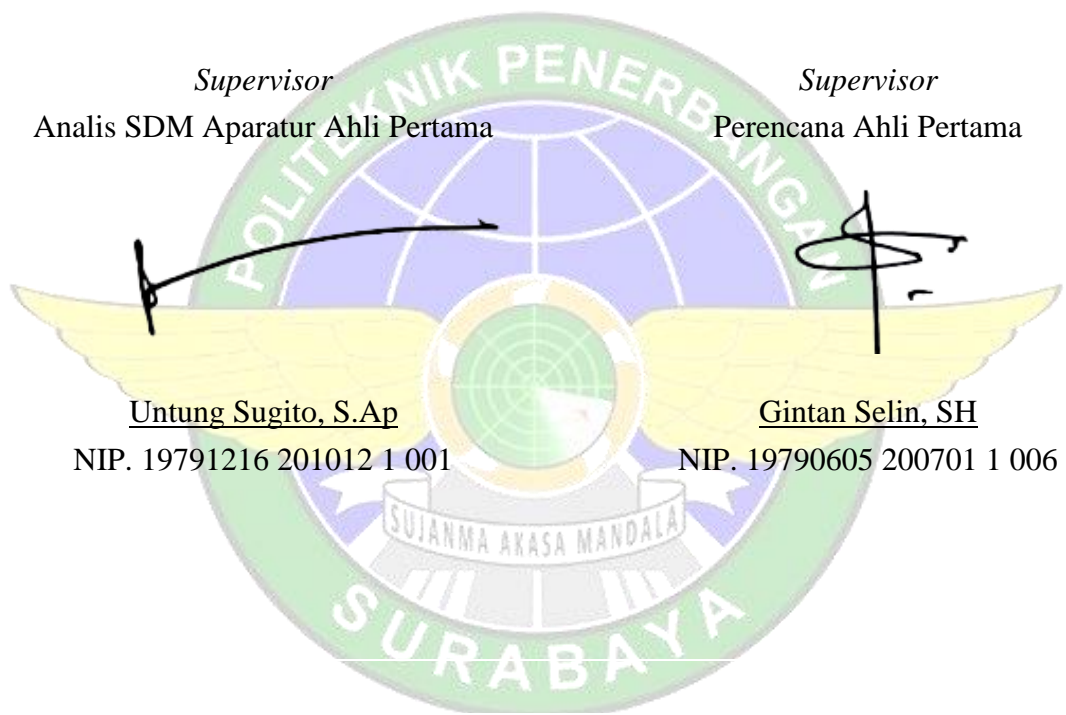 Supervisor
Analis SDM Aparatur Ahli Pertama
Untung Sugito, S.Ap
NIP. 19791216 201012 1 001
Supervisor
Perencana Ahli Pertama
Gintan Selin, SH
NIP. 19790605 200701 1 006
POLITEKNIK PENERBANGAN
SUJANMA AKASA MANDALA
SURABAYA